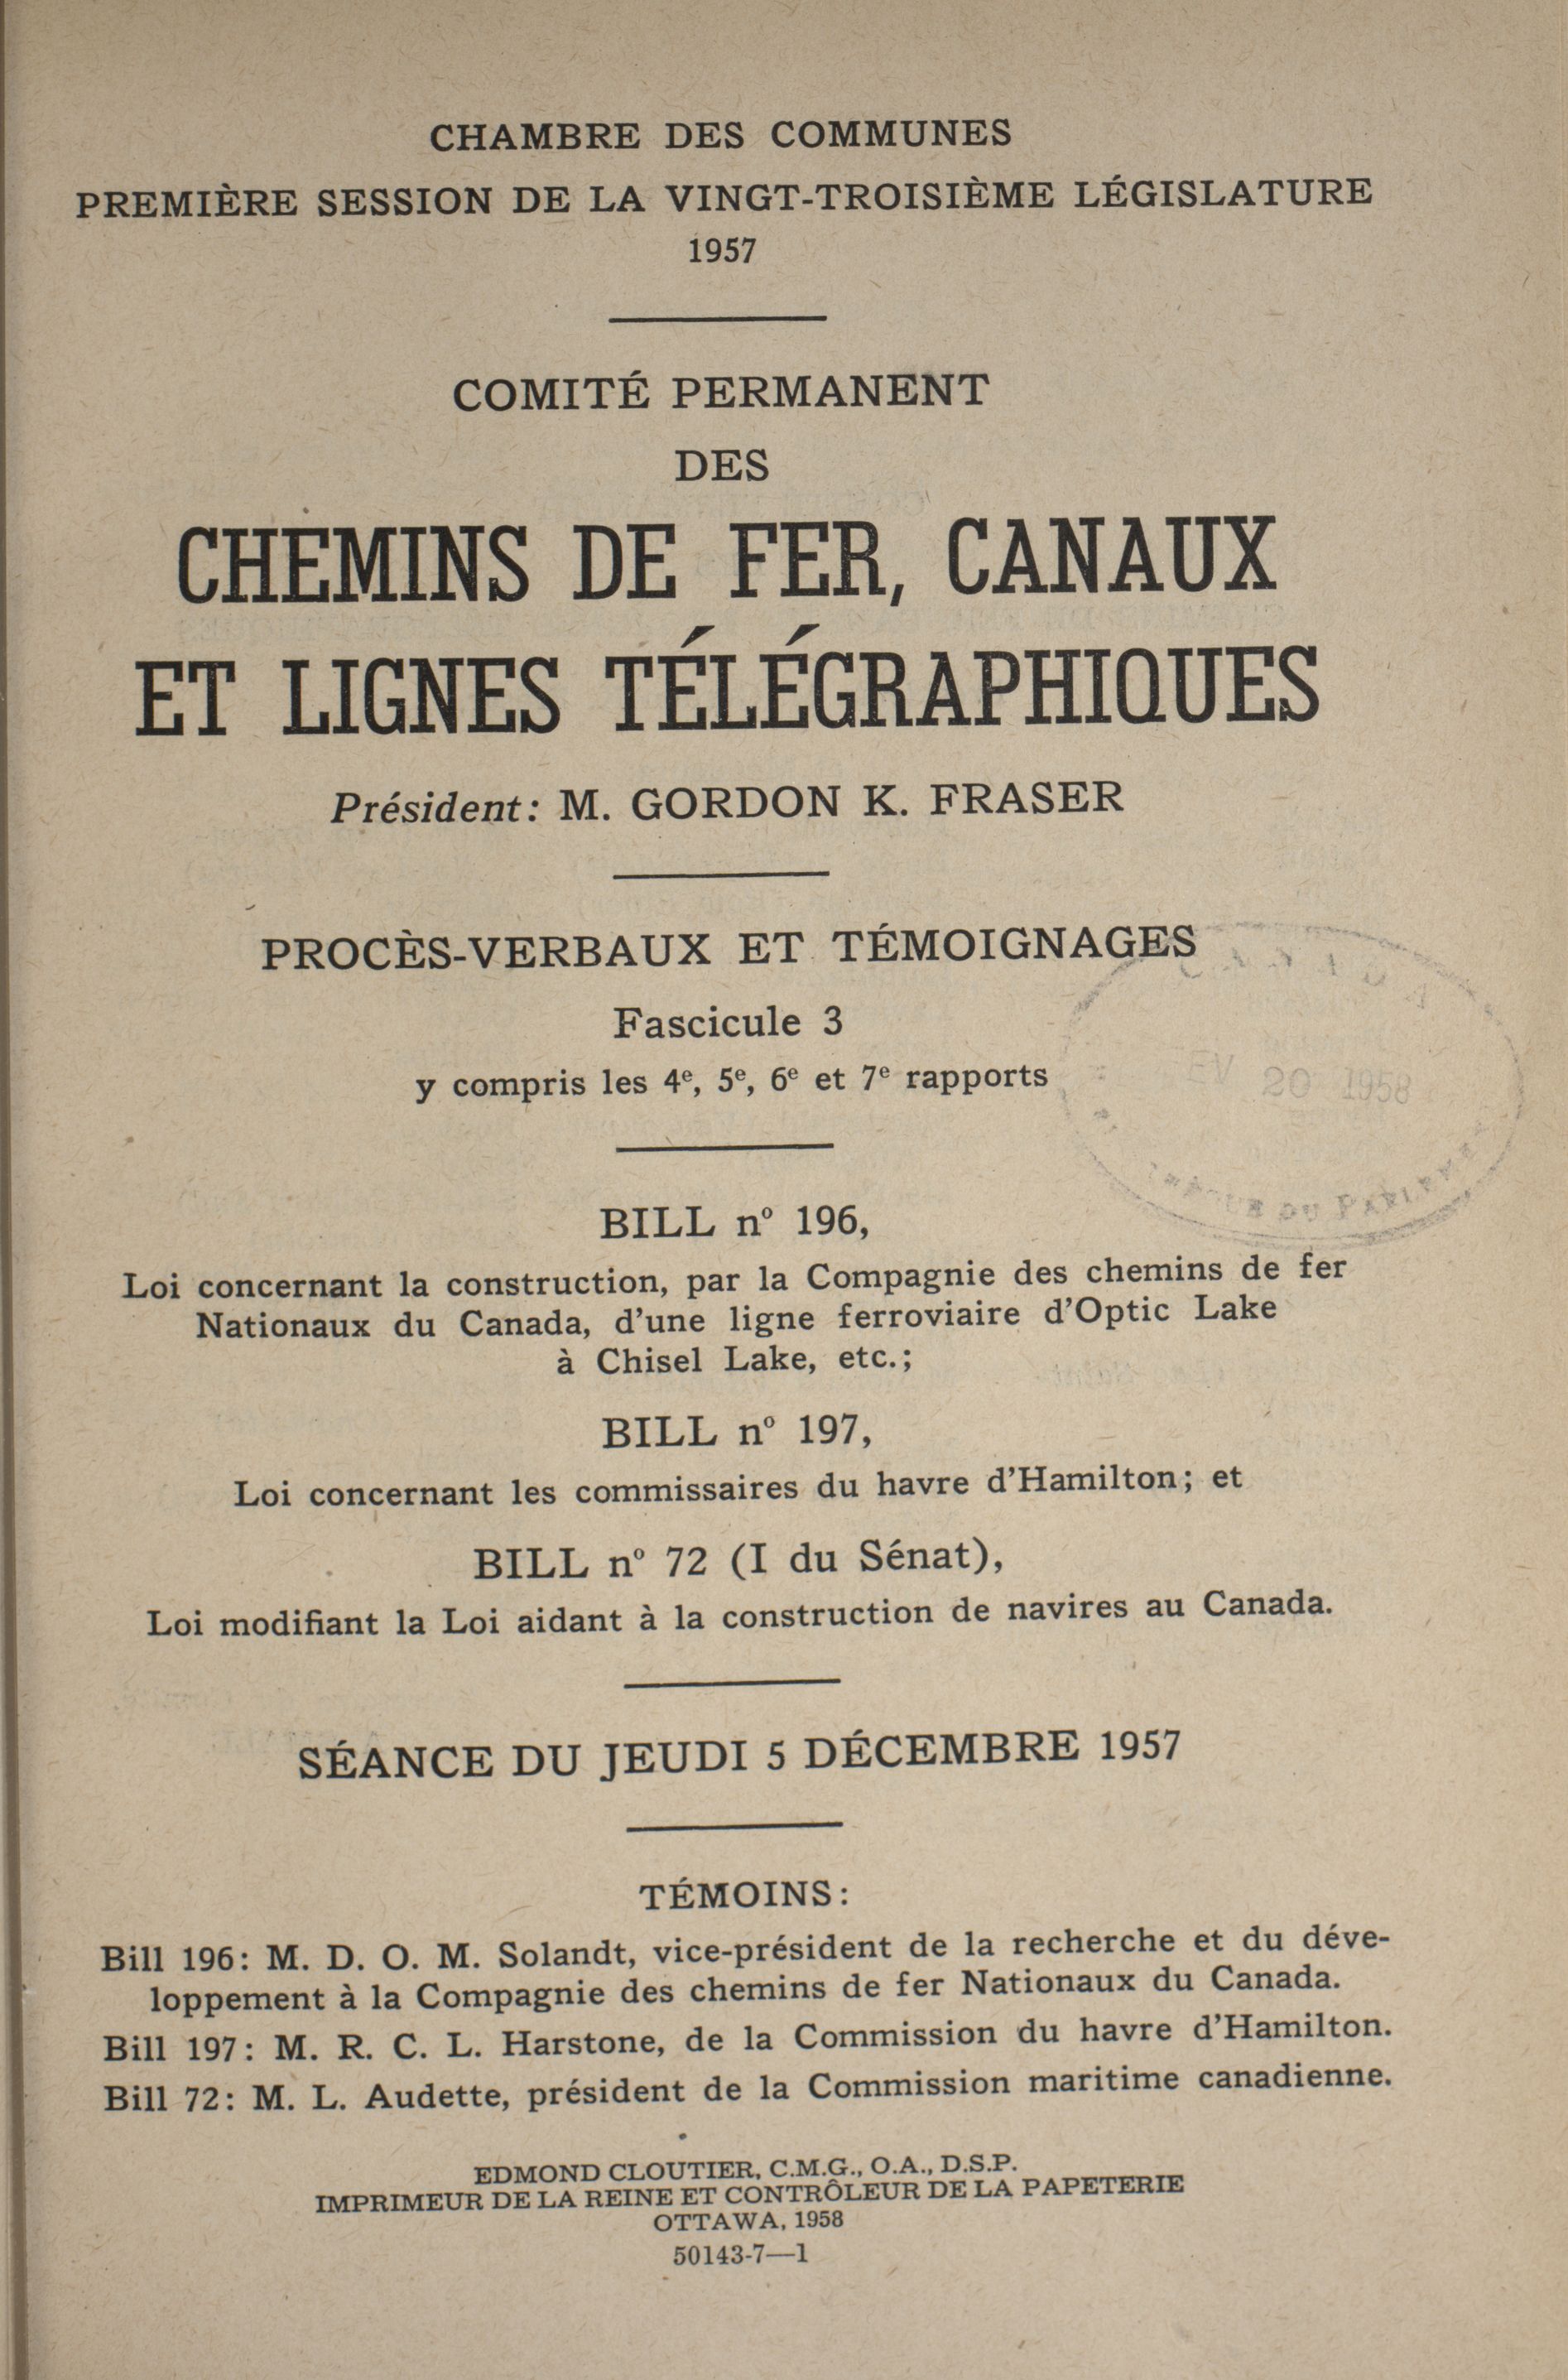 CHAMBRE DES COMMUNES
PREMIÈRE SESSION DE LA VINGT-TROISIÈME LÉGISLATURE
1957
COMITÉ PERMANENT
DES
CHEMINS DE FER, CANAUX
ET LIGNES TÉLÉGRAPHIQUES
Président: M. GORDON K. FRASER
PROCÈS-VERBAUX ET TÉMOIGNAGES
Fascicule 3
y compris les 4e, 5e, 6e et 7e rapports
20 1958
DU
BILL nº 196,
Loi concernant la construction, par la Compagnie des chemins de fer
Nationaux du Canada, d'une ligne ferroviaire d'Optic Lake
à Chisel Lake, etc.;
BILL nº 197,
Loi concernant les commissaires du havre d'Hamilton; et
BILL nº 72 (I du Sénat),
Loi modifiant la Loi aidant à la construction de navires au Canada.
SÉANCE DU JEUDI 5 DÉCEMBRE 1957
TÉMOINS:
Bill 196: M. D. O. M. Solandt, vice-président de la recherche et du déve-
loppement à la Compagnie des chemins de fer Nationaux du Canada.
Bill 197: M. R. C. L. Harstone, de la Commission du havre d'Hamilton.
Bill 72: M. L. Audette, président de la Commission maritime canadienne.
EDMOND CLOUTIER, C.M.G., O.A., D.S.P.
IMPRIMEUR DE LA REINE ET CONTRÔLEUR DE LA PAPETERIE
OTTAWA, 1958
50143-7—1